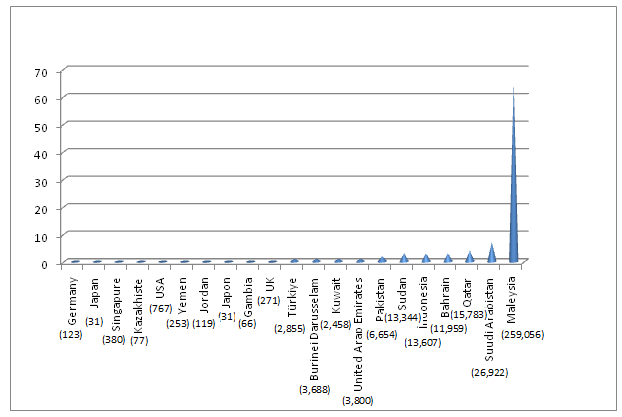 70
60
50
40
30
20
10
0
Germany
(123)
Japan
(31)
Singapure
(380)
Kazakhiste
(77)
USA
(767)
Yemen
(253)
Jordan
(119)
Japon
(31)
Gambia
(66)
UK
(271)
Türkiye
(2,855)
Burinei Darusselam
(3,688)
Kuwait
(2,458)
United Arab Emirates
(3,800)
Pakistan
(6,654)
Sudan
(13,344)
Indonesia
(13,607)
Bahrain
(11,959)
Qatar
(15,783)
Suudi Arabistan
(26,922)
Maleysia
(259,056)